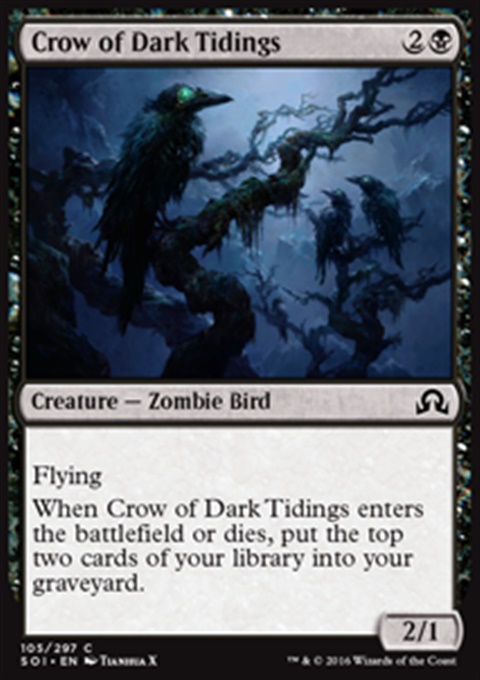 Crow of Dark Tidings 2
Creature — Zombie Bird
Flying
When Crow of Dark Tidings enters
the battlefield or dies, put the top
two cards of your library into your
graveyard.
2/1
105/297 C
SOI • EN Tianhua X
™ & © 2016 Wizards of the Coast